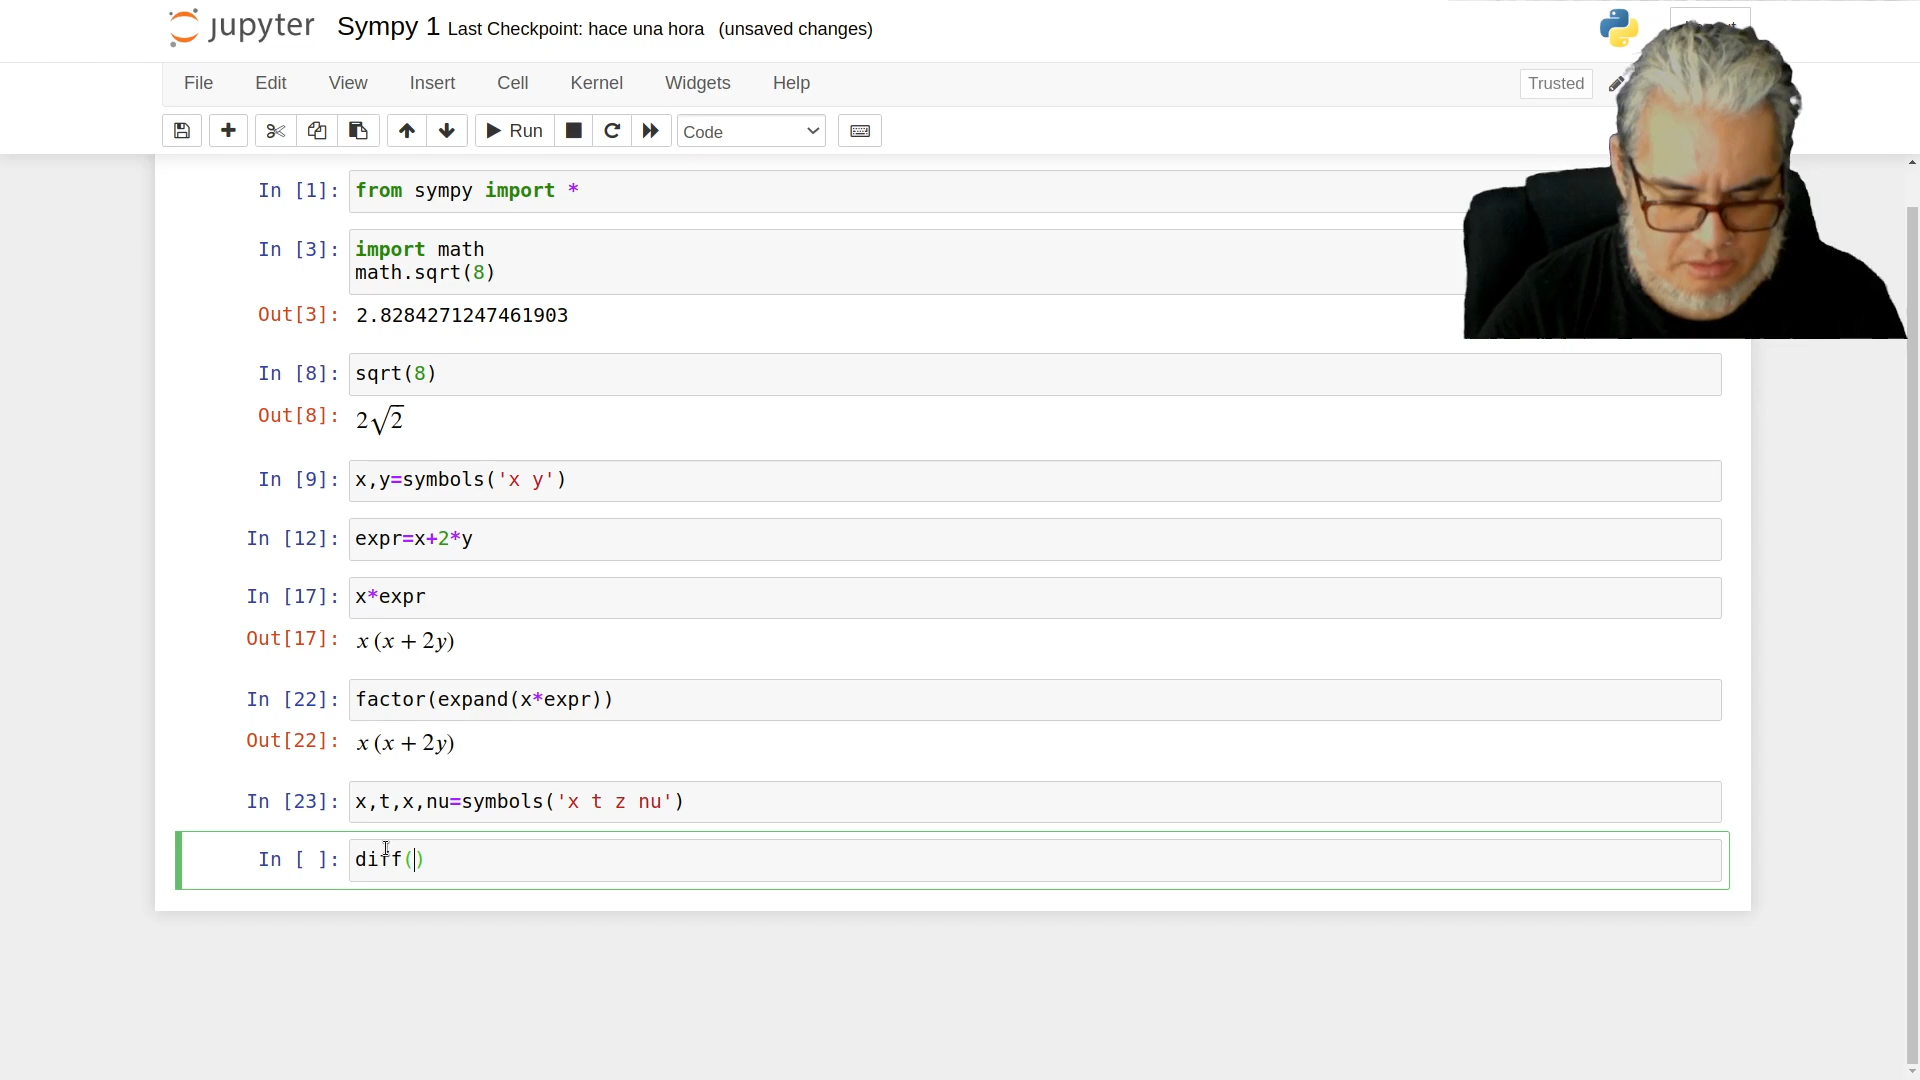 jupyter Sympy 1 Last Checkpoint: hace una hora (unsaved changes)
File Edit View Insert Cell Kernel Widgets Help Trusted
Run Code
In [1]: from sympy import *
In [3]: import math
math.sqrt(8)
Out[3]: 2.8284271247461903
In [8]: sqrt(8)
Out[8]: 2√2
In [9]: x,y=symbols('x y')
In [12]: expr=x+2*y
In [17]: x*expr
Out[17]: x (x + 2y)
In [22]: factor(expand(x*expr))
Out[22]: x (x + 2y)
In [23]: x,t,x,nu=symbols('x t z nu')
In [ ]: diff()